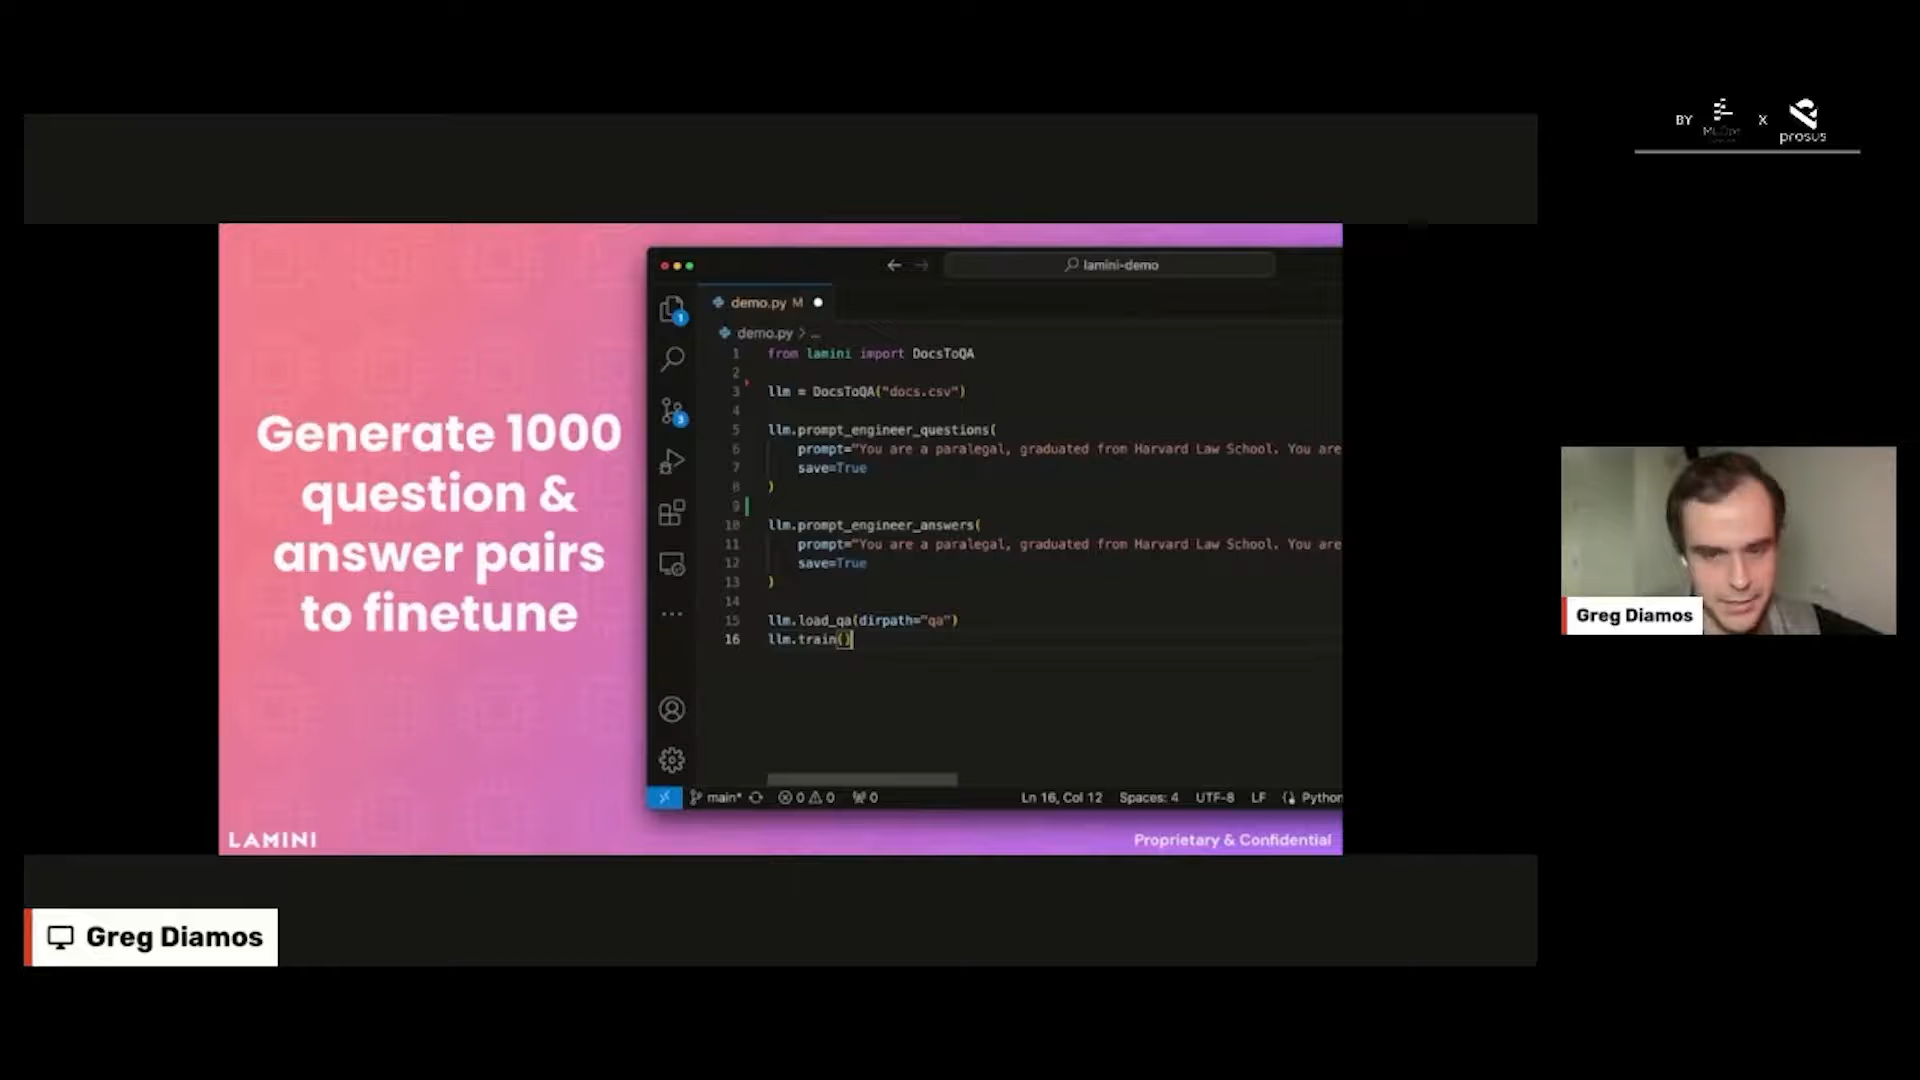 BY MLOps X prosus
Generate 1000
question &
answer pairs
to finetune
lamini-demo
demo.py M
demo.py > ...
1 from lamini import DocsToQA
2
3 llm = DocsToQA("docs.csv")
4
5 llm.prompt_engineer_questions(
6 prompt="You are a paralegal, graduated from Harvard Law School. You are
7 save=True
8 )
9
10 llm.prompt_engineer_answers(
11 prompt="You are a paralegal, graduated from Harvard Law School. You are
12 save=True
13 )
14
15 llm.load_qa(dirpath="qa")
16 llm.train()
1
3
main* 0 0 0 Ln 16, Col 12 Spaces: 4 UTF-8 LF Python
LAMINI
Proprietary & Confidential
Greg Diamos
Greg Diamos